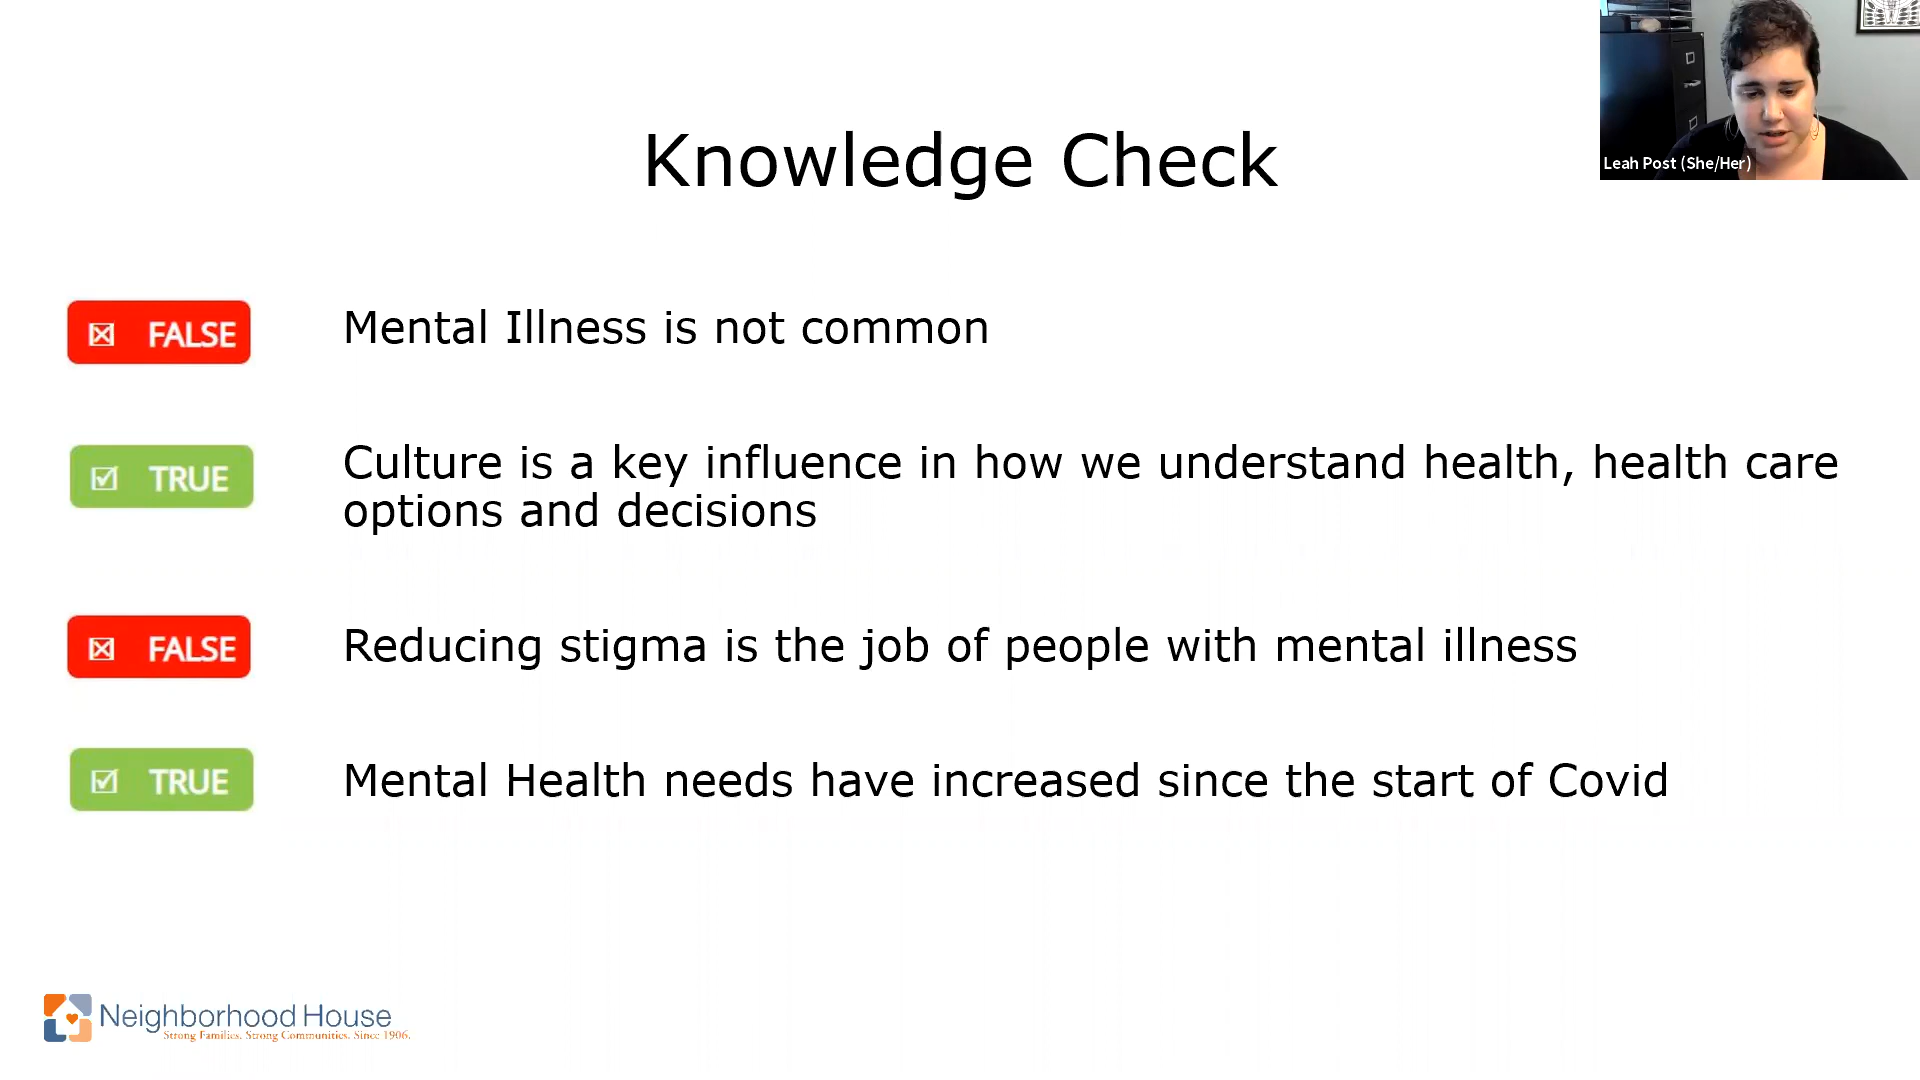 Leah Post (She/Her)
Knowledge Check
FALSE
Mental Illness is not common
TRUE
Culture is a key influence in how we understand health, health care
options and decisions
FALSE
Reducing stigma is the job of people with mental illness
TRUE
Mental Health needs have increased since the start of Covid
Neighborhood House
Strong Families. Strong Communities. Since 1906.